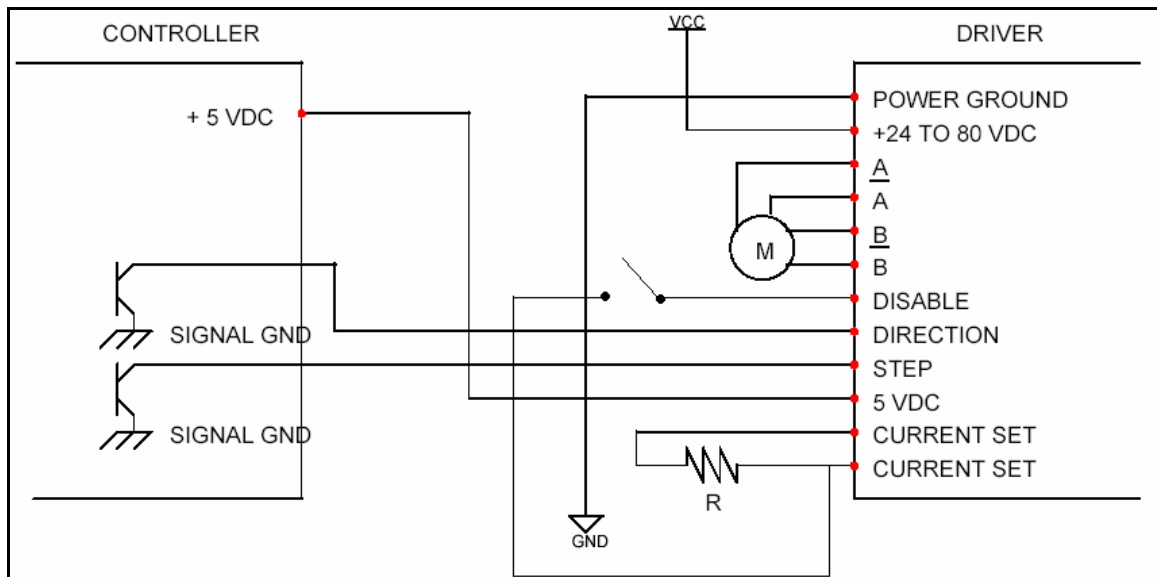 CONTROLLER
VCC
DRIVER
+ 5 VDC
POWER GROUND
+24 TO 80 VDC
A
A
B
B
M
DISABLE
DIRECTION
SIGNAL GND
STEP
5 VDC
SIGNAL GND
CURRENT SET
CURRENT SET
R
GND